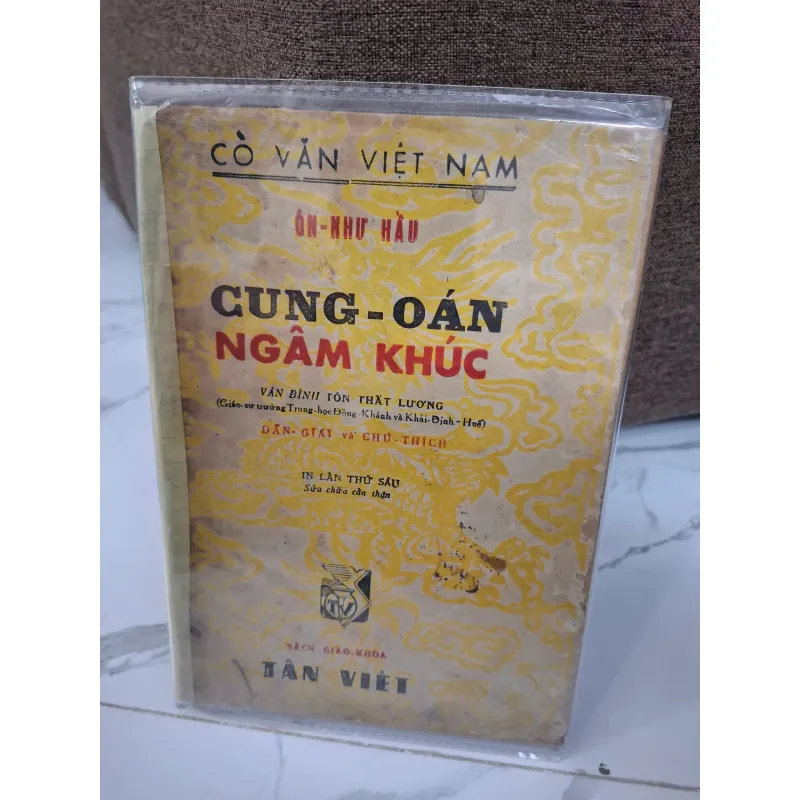 CỔ VĂN VIỆT NAM
ÔN-NHƯ HẦU
CUNG-OÁN
NGÂM KHÚC
VÂN BÌNH TÔN THẤT LƯƠNG
(Giáo-sư trường Trung-học Đồng-Khánh và Khải-Định-Huế)
DẪN-GIẢI và CHÚ-THÍCH
IN LẦN THỨ SÁU
Sửa chữa cẩn thận
TV
SÁCH GIÁO-KHOA
TÂN VIỆT